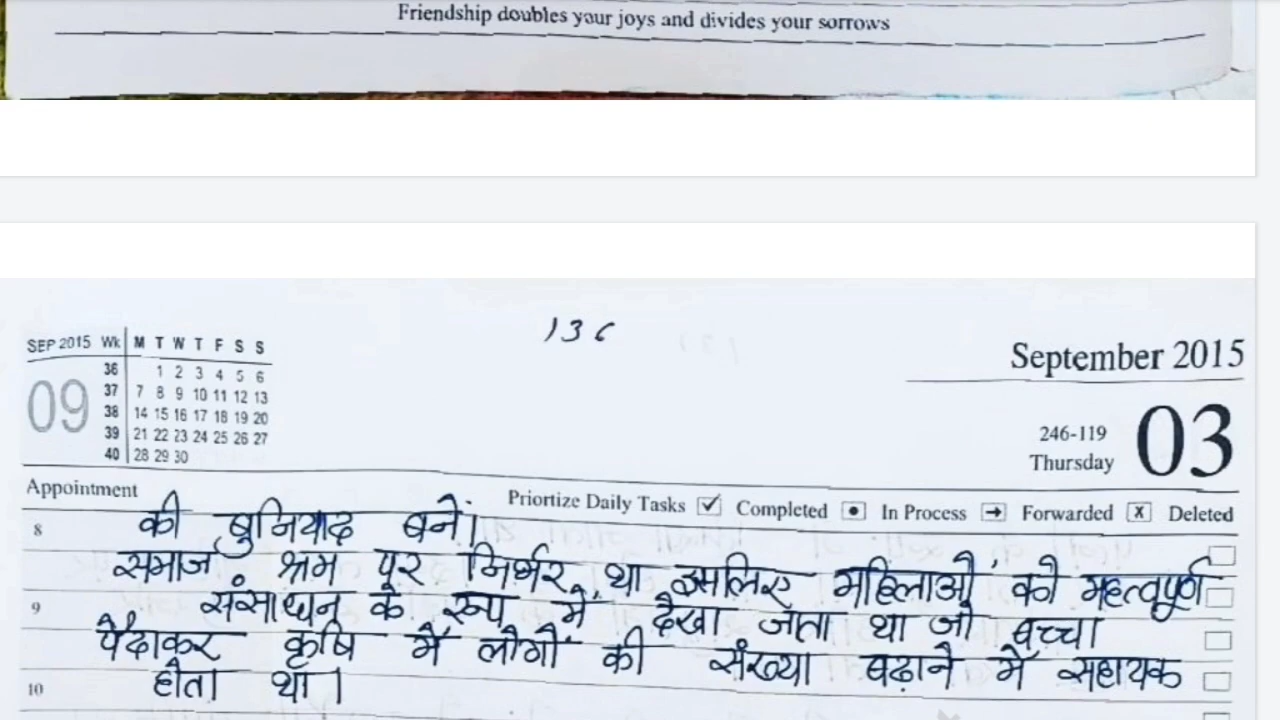 Friendship doubles your joys and divides your sorrows
136
SEP 2015 Wk M T W T F S S
36 1 2 3 4 5 6
09 37 7 8 9 10 11 12 13
38 14 15 16 17 18 19 20
39 21 22 23 24 25 26 27
40 28 29 30
September 2015
246-119
Thursday
03
Appointment
Priortize Daily Tasks Completed In Process Forwarded X Deleted
8 की बुनियाद बने।
समाज श्रम पर निर्भर था इसलिए महिलाओं को महत्वपूर्ण
9 संसाधन के रूप में देखा जाता था जो बच्चा
पैदाकर कृषि में लोगों की संख्या बढ़ाने में सहायक
10 होता था।